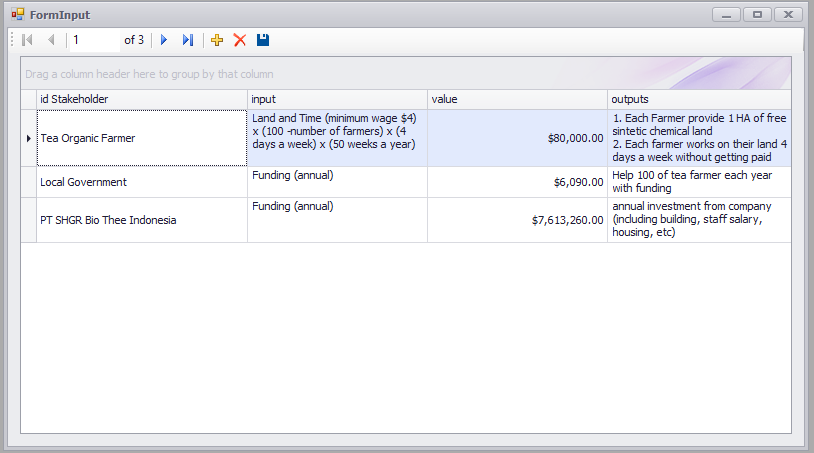 FormInput
1 of 3
Drag a column header here to group by that column
id Stakeholder input value outputs
Tea Organic Farmer
Land and Time (minimum wage $4)
x (100 -number of farmers) x (4
days a week) x (50 weeks a year)
$80,000.00
1. Each Farmer provide 1 HA of free
sintetic chemical land
2. Each farmer works on their land 4
days a week without getting paid
Local Government
Funding (annual)
$6,090.00
Help 100 of tea farmer each year
with funding
PT SHGR Bio Thee Indonesia
Funding (annual)
$7,613,260.00
annual investment from company
(including building, staff salary,
housing, etc)